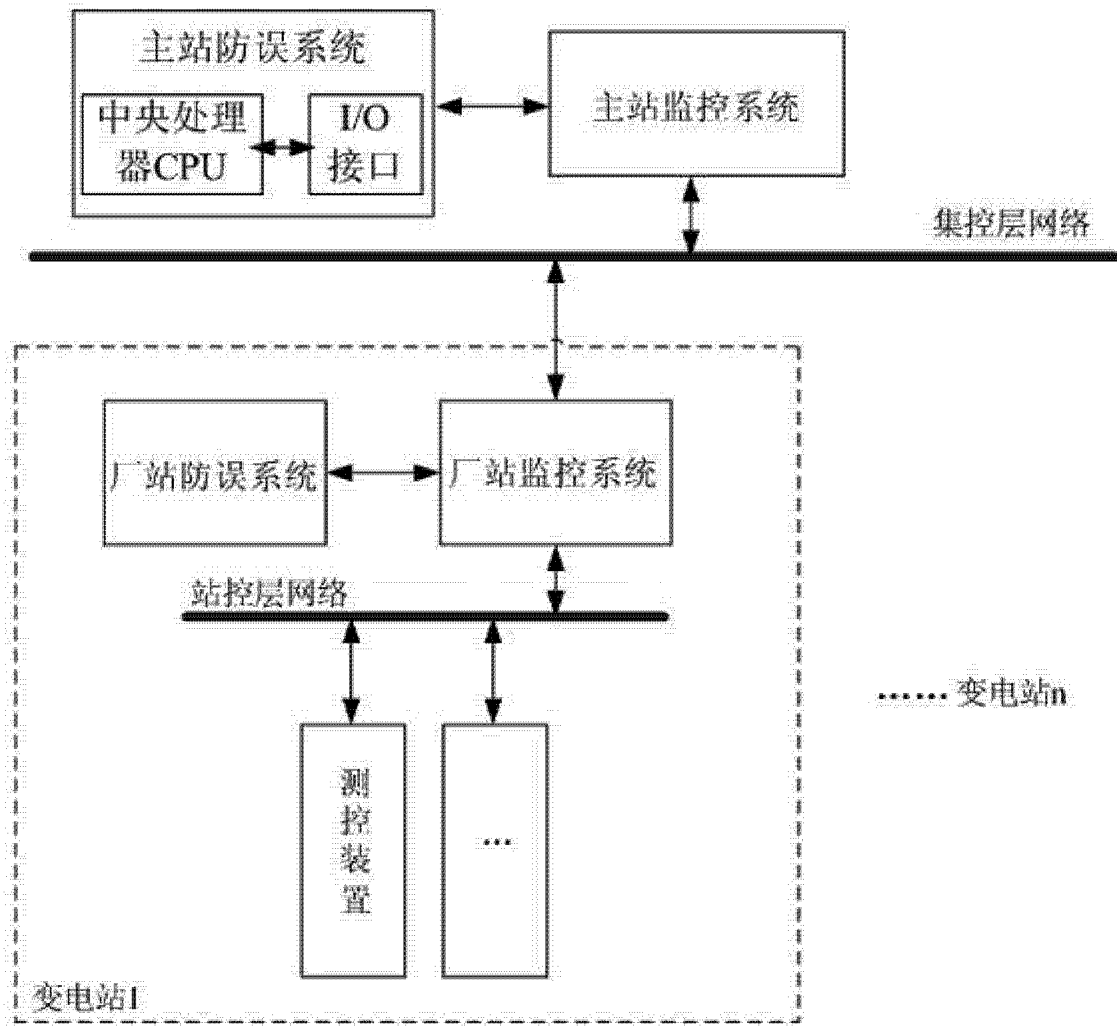 主站防误系统
中央处理
器CPU
I/O
接口
主站监控系统
集控层网络
厂站防误系统
厂站监控系统
站控层网络
测
控
装
置
...
...... 变电站n
变电站1